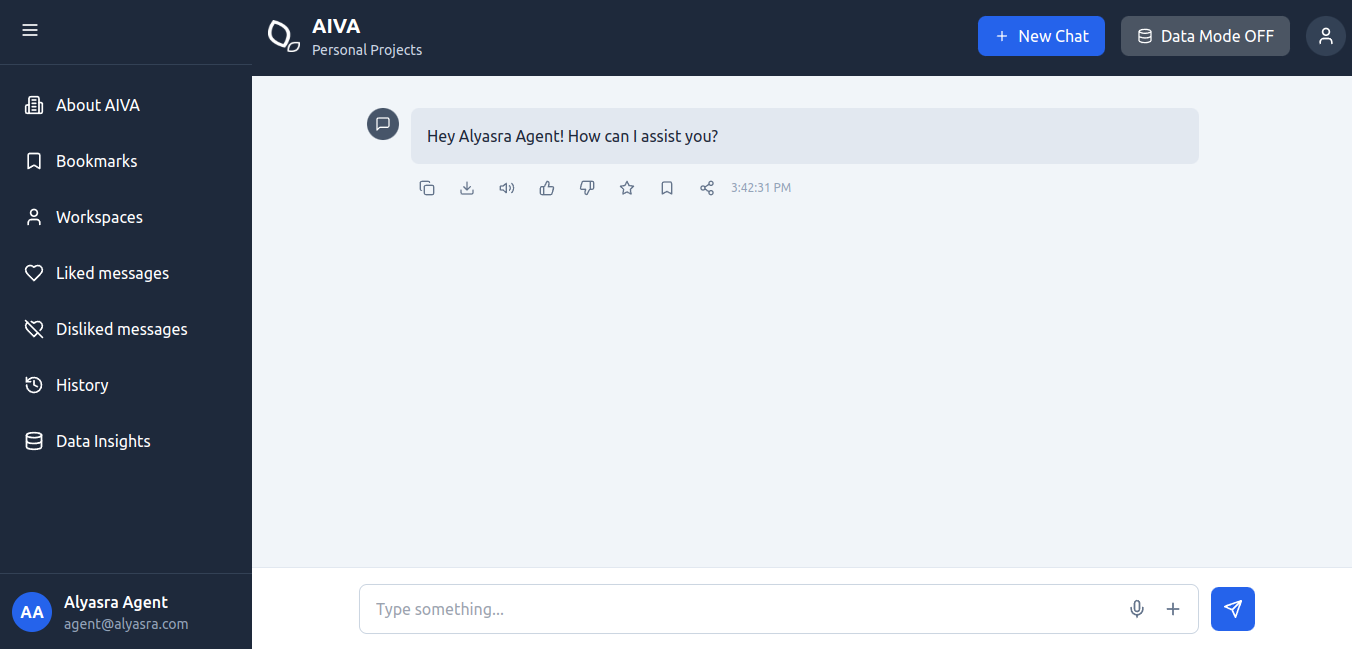 AIVA
Personal Projects
New Chat
Data Mode OFF
About AIVA
Bookmarks
Workspaces
Liked messages
Disliked messages
History
Data Insights
Hey Alyasra Agent! How can I assist you?
3:42:31 PM
AA
Alyasra Agent
agent@alyasra.com
Type something...